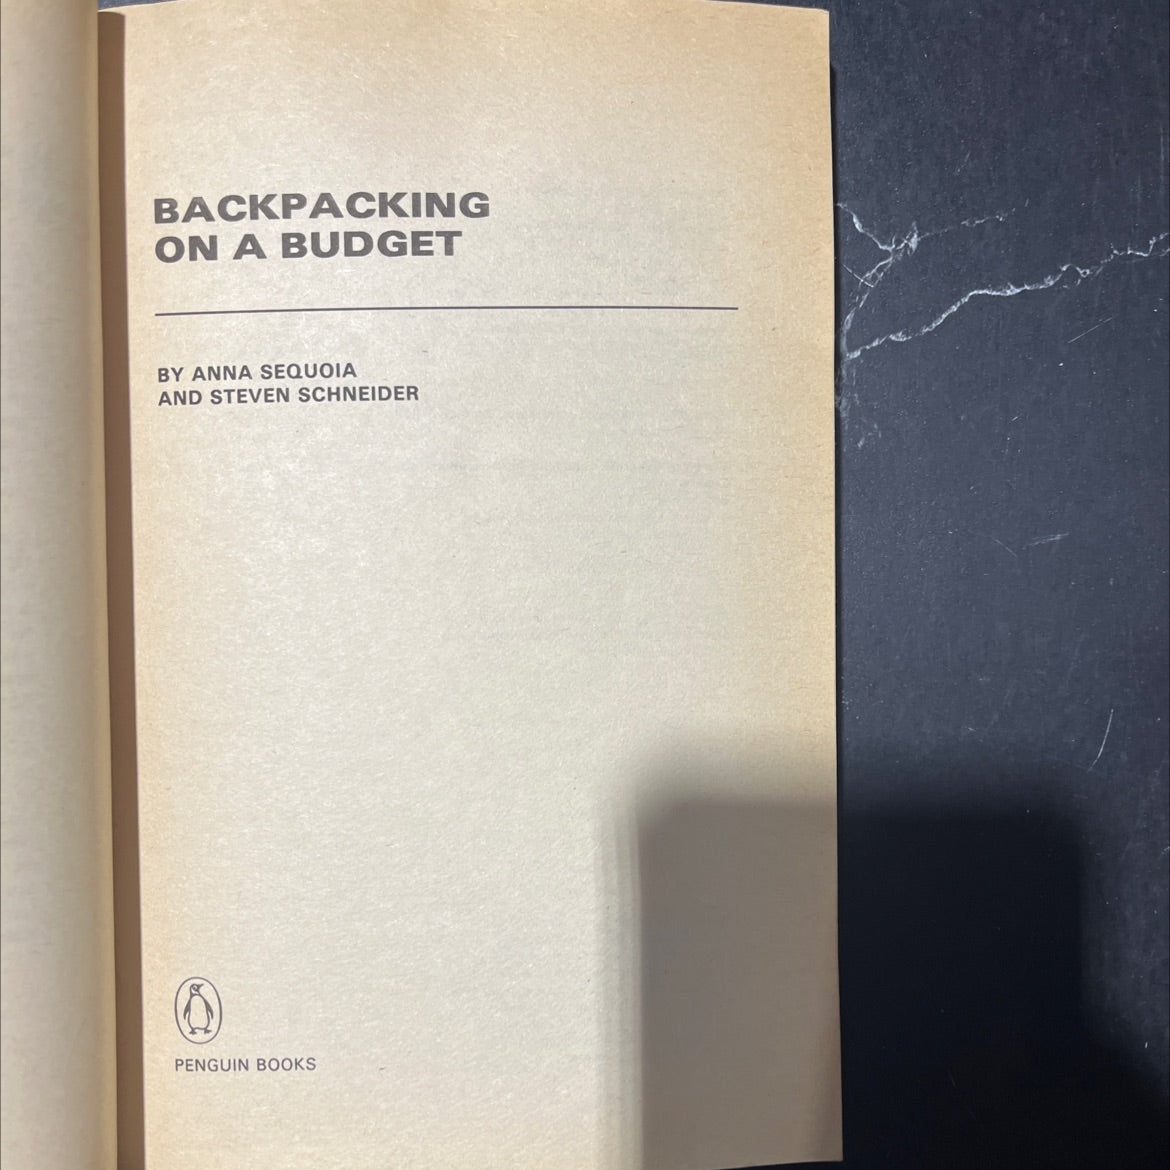 BACKPACKING
ON A BUDGET
BY ANNA SEQUOIA
AND STEVEN SCHNEIDER
PENGUIN BOOKS